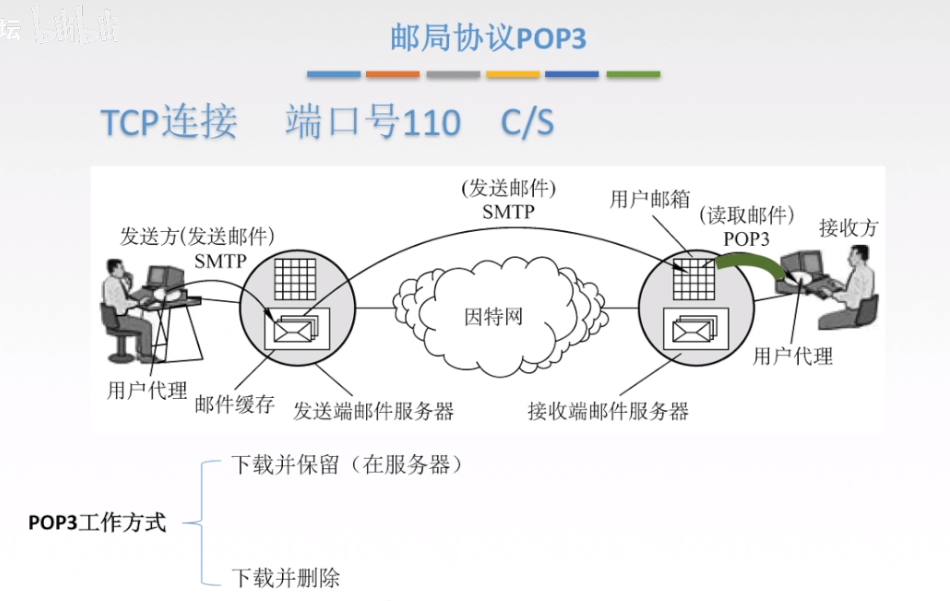 坛 bilibili
邮局协议POP3
TCP连接 端口号110 C/S
(发送邮件)
SMTP
用户邮箱
(读取邮件)
POP3
接收方
发送方(发送邮件)
SMTP
因特网
用户代理
邮件缓存
发送端邮件服务器
接收端邮件服务器
用户代理
下载并保留（在服务器）
POP3工作方式
下载并删除